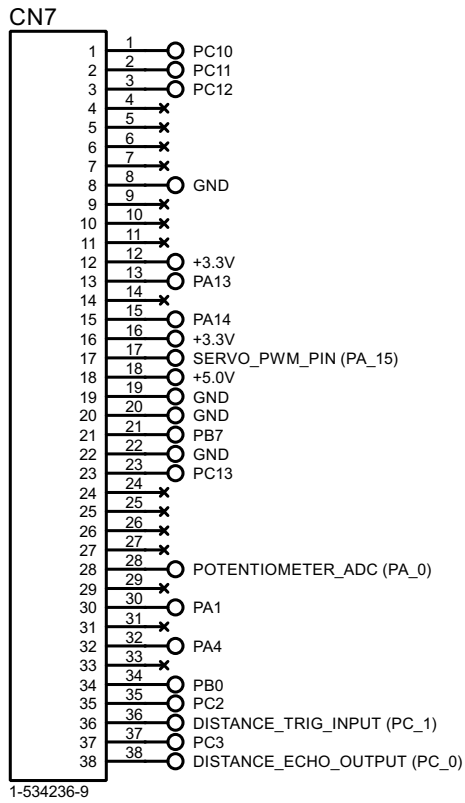 CN7
1 1 PC10
2 2 PC11
3 3 PC12
4 4
5 5
6 6
7 7
8 8 GND
9 9
10 10
11 11
12 12 +3.3V
13 13 PA13
14 14
15 15 PA14
16 16 +3.3V
17 17 SERVO_PWM_PIN (PA_15)
18 18 +5.0V
19 19 GND
20 20 GND
21 21 PB7
22 22 GND
23 23 PC13
24 24
25 25
26 26
27 27
28 28 POTENTIOMETER_ADC (PA_0)
29 29
30 30 PA1
31 31
32 32 PA4
33 33
34 34 PB0
35 35 PC2
36 36 DISTANCE_TRIG_INPUT (PC_1)
37 37 PC3
38 38 DISTANCE_ECHO_OUTPUT (PC_0)
1-534236-9